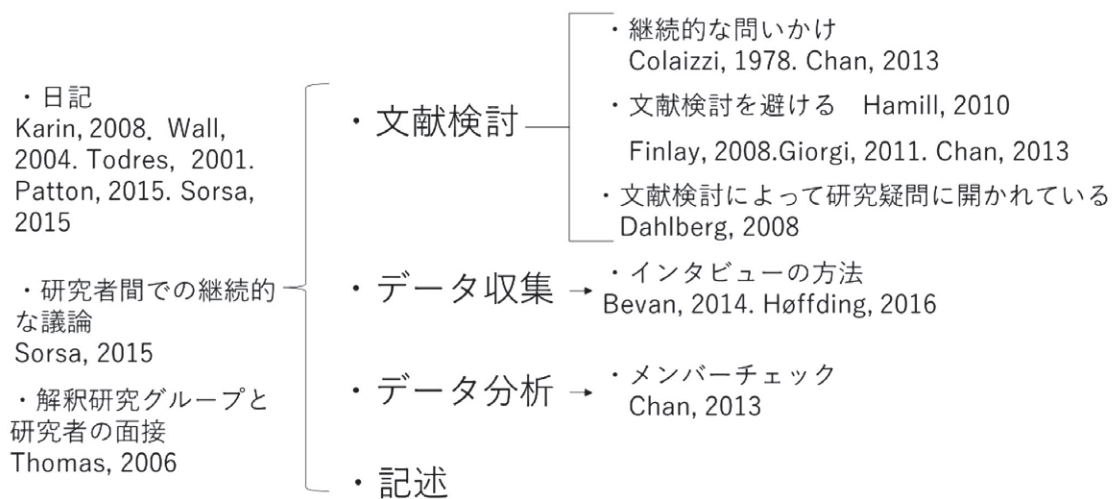 ・日記
Karin, 2008. Wall,
2004. Todres, 2001.
Patton, 2015. Sorsa,
2015
・研究者間での継続的
な議論
Sorsa, 2015
・解釈研究グループと
研究者の面接
Thomas, 2006
・文献検討
・継続的な問いかけ
Colaizzi, 1978. Chan, 2013
・文献検討を避ける Hamill, 2010
Finlay, 2008.Giorgi, 2011. Chan, 2013
・文献検討によって研究疑問に開かれている
Dahlberg, 2008
・データ収集
・インタビューの方法
Bevan, 2014. Høffding, 2016
・データ分析
・メンバーチェック
Chan, 2013
・記述